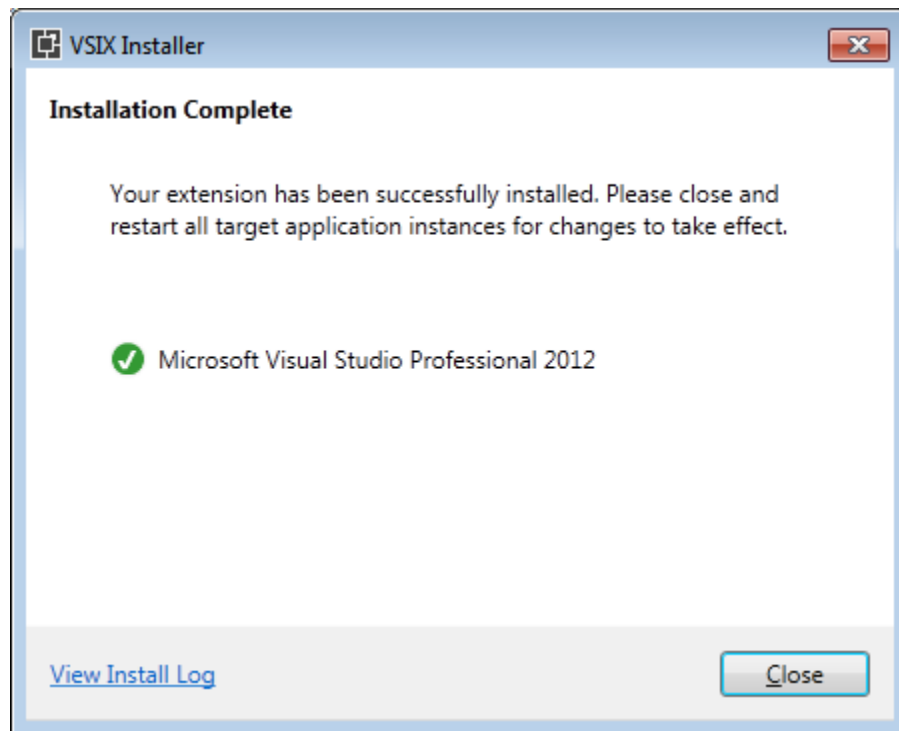 VSIX Installer
Installation Complete
Your extension has been successfully installed. Please close and
restart all target application instances for changes to take effect.
Microsoft Visual Studio Professional 2012
View Install Log
Close